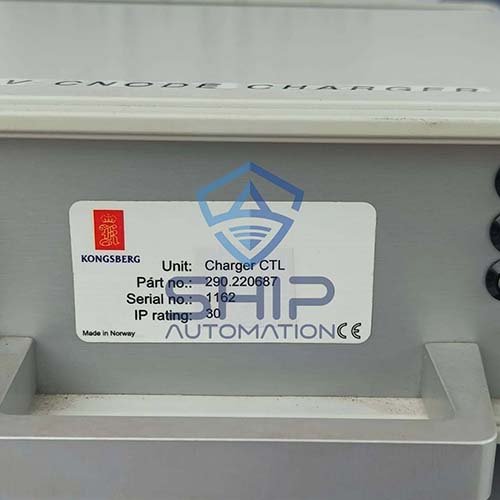 V CNODE CHARGER
KONGSBERG
Unit: Charger CTL
Part no.: 290.220687
Serial no.: 1162
IP rating: 30
Made in Norway
CE
SHIP
AUTOMATION